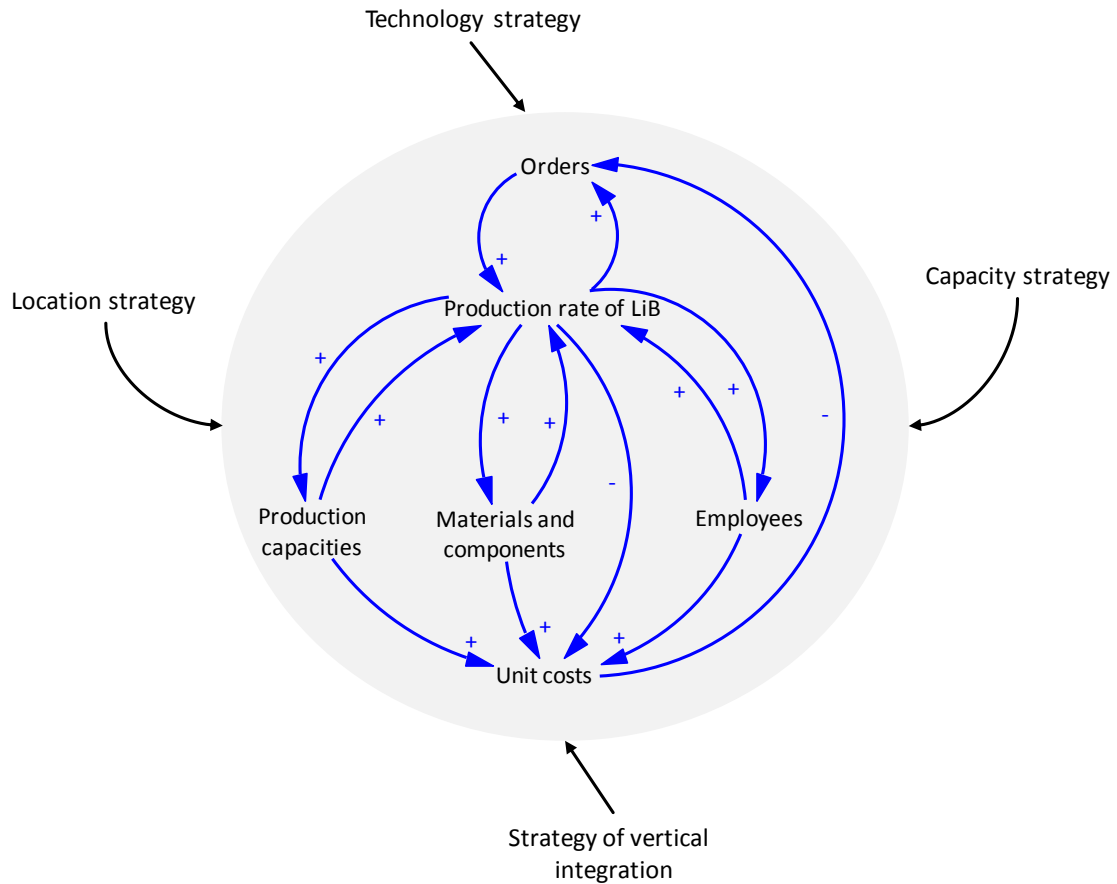 Technology strategy
Orders
+
+
Location strategy
Capacity strategy
Production rate of LiB
+
+
+
+
+
+
-
-
Production
capacities
Materials and
components
Employees
+
+
+
Unit costs
Strategy of vertical
integration